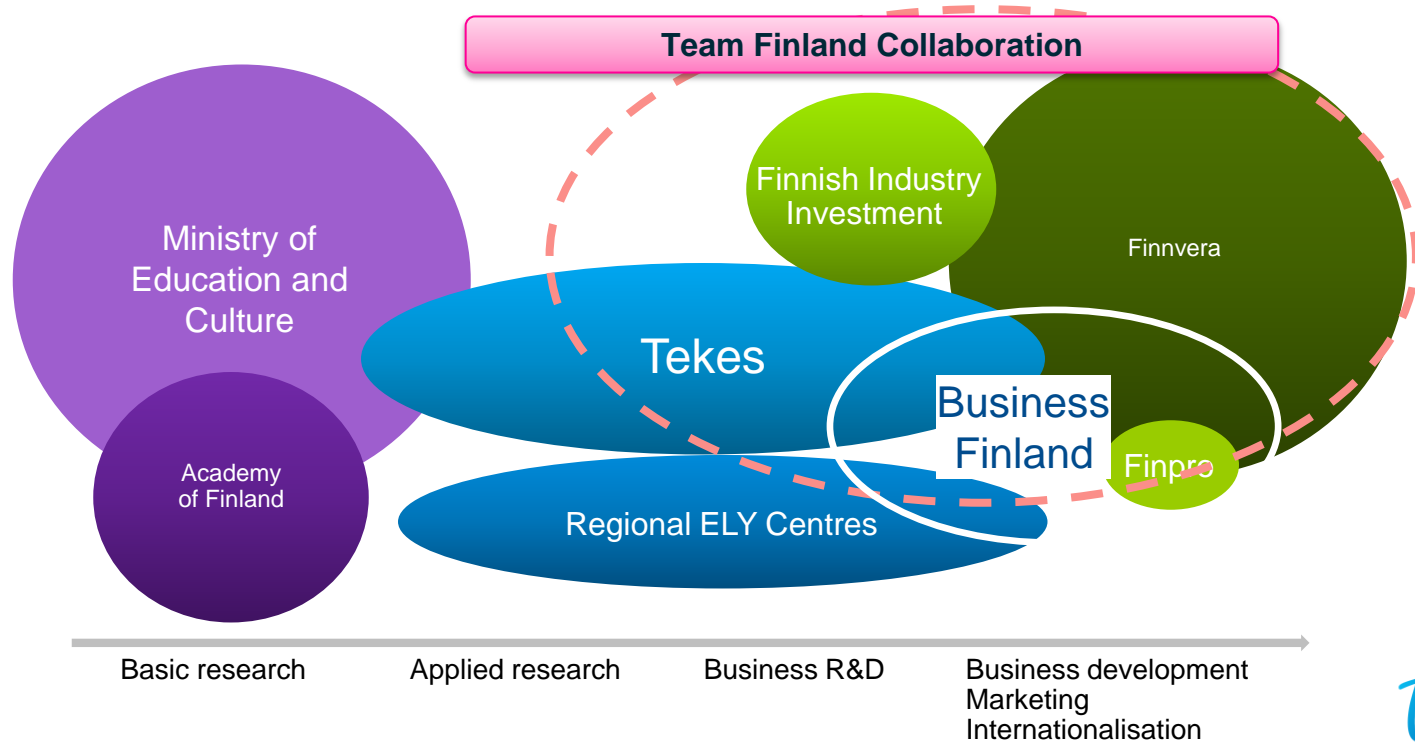 Team Finland Collaboration
Finnish Industry
Investment
Ministry of
Education and
Culture
Finnvera
Tekes
Business
Finland
Finpro
Academy
of Finland
Regional ELY Centres
Basic research
Applied research
Business R&D
Business development
Marketing
Internationalisation